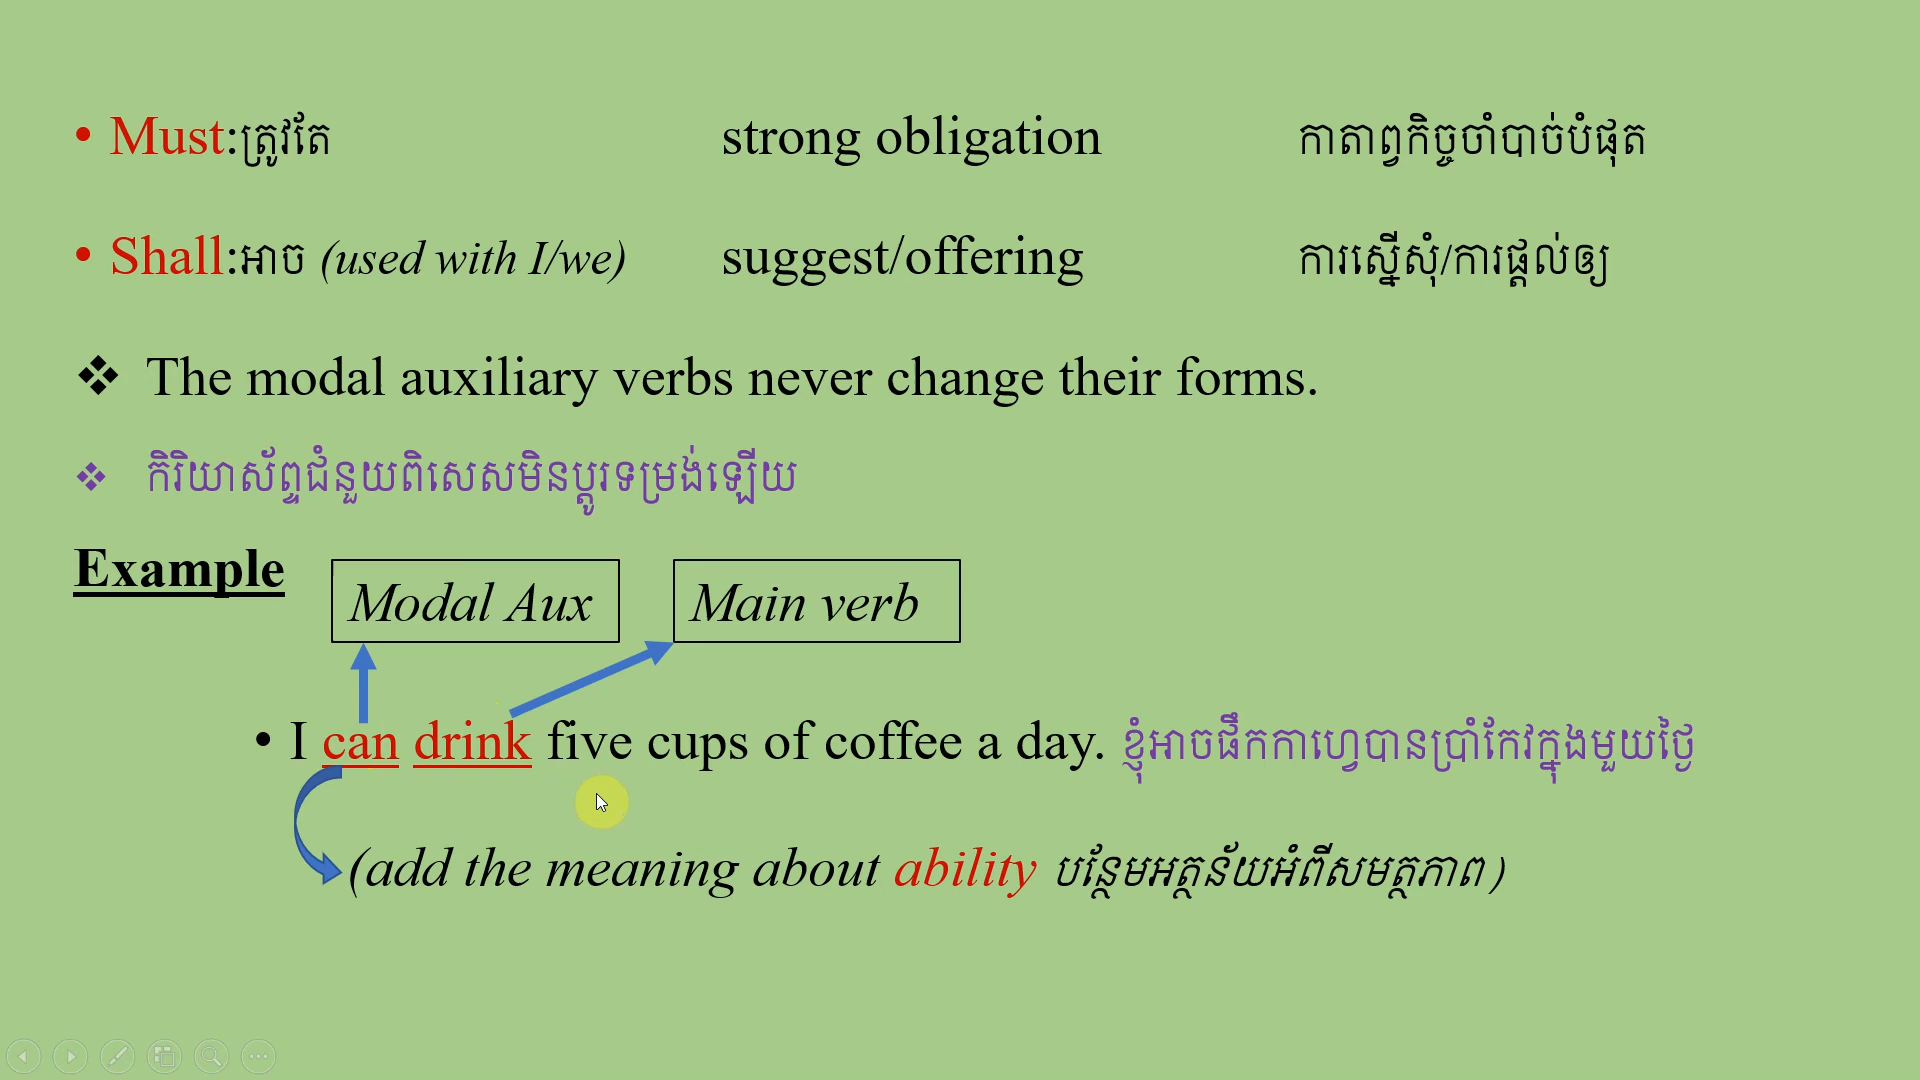 • Must:ត្រូវតែ strong obligation កាតាព្វកិច្ចចាំបាច់បំផុត
• Shall:អាច (used with I/we) suggest/offering ការស្នើសុំ/ការផ្ដល់ឲ្យ
❖ The modal auxiliary verbs never change their forms.
❖ កិរិយាស័ព្ទជំនួយពិសេសមិនប្ដូរទម្រង់ឡើយ
Example
Modal Aux Main verb
• I can drink five cups of coffee a day. ខ្ញុំអាចផឹកកាហ្វេបានប្រាំកែវក្នុងមួយថ្ងៃ
(add the meaning about ability បន្ថែមអត្ថន័យអំពីសមត្ថភាព)